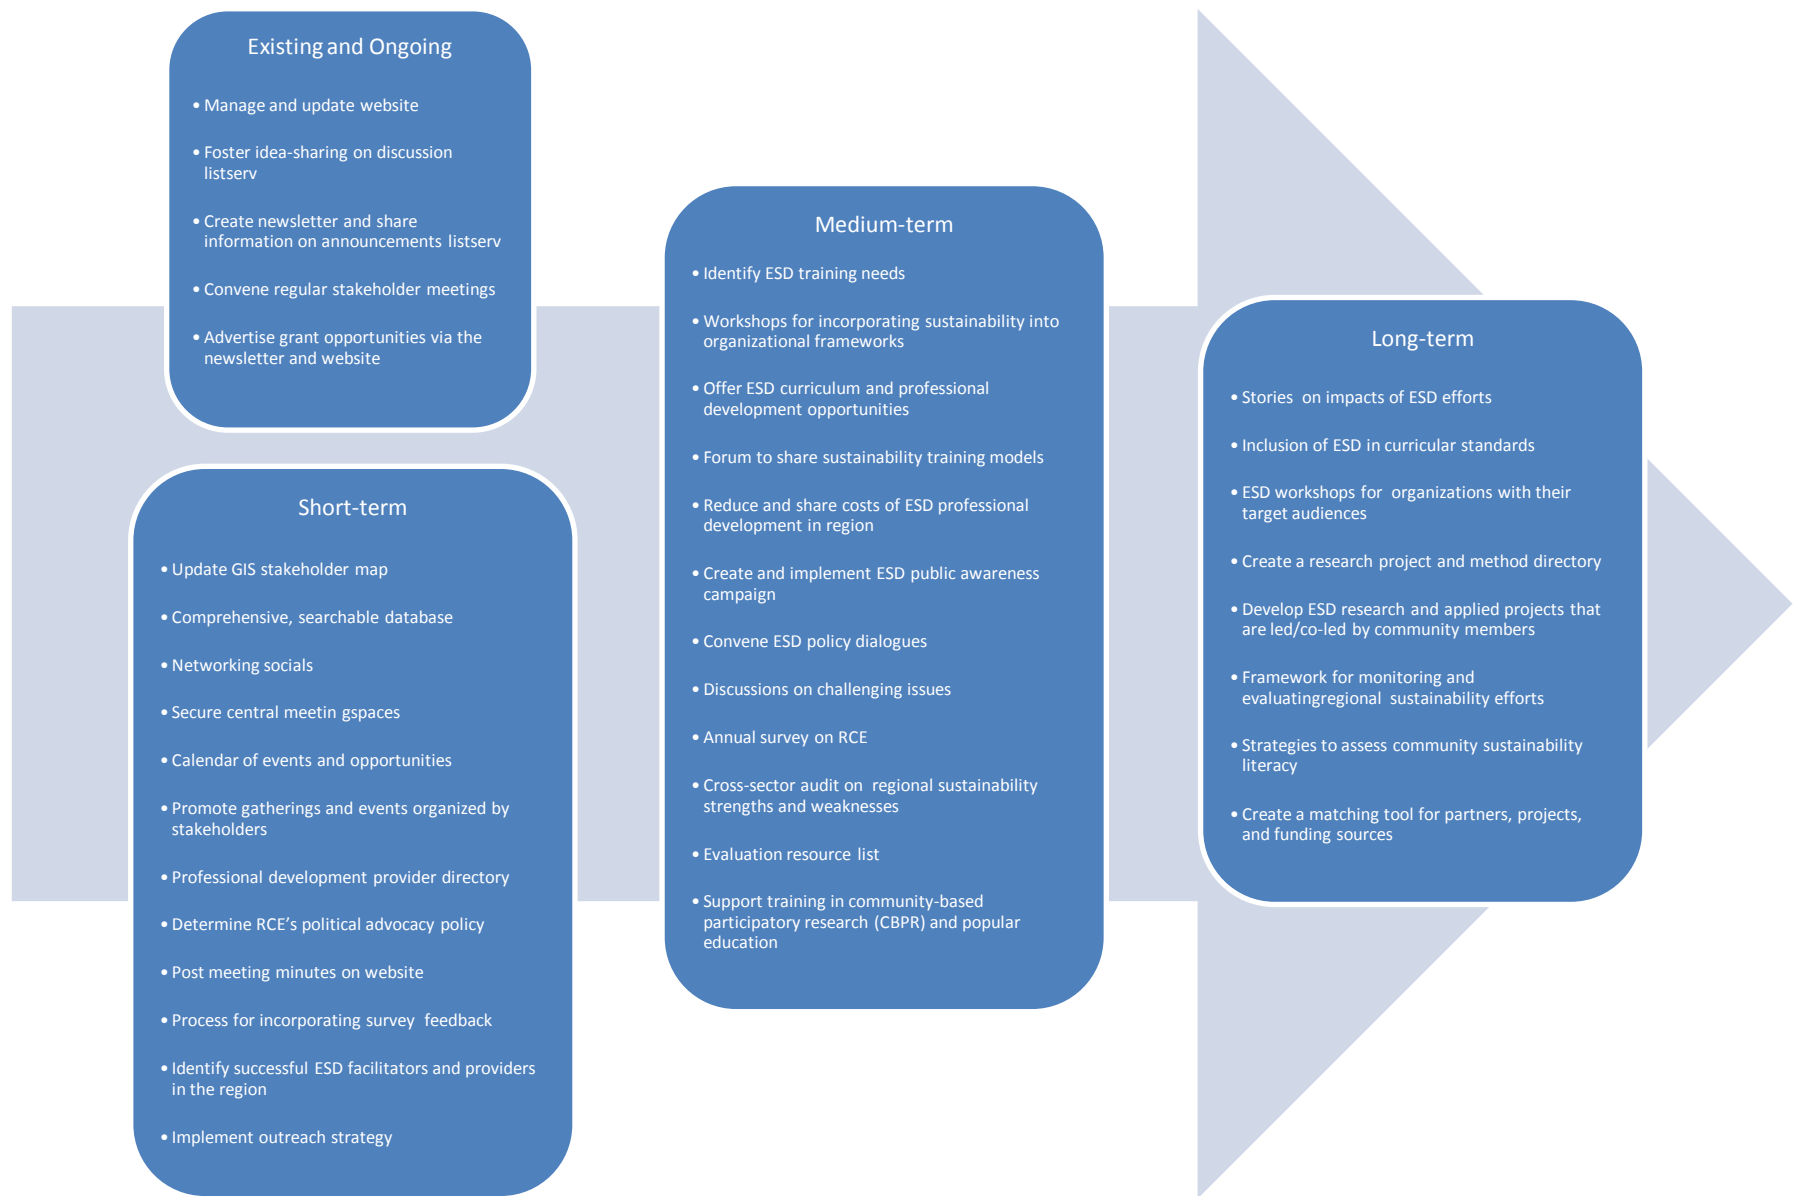 Existing and Ongoing
• Manage and update website
• Foster idea-sharing on discussion
listserv
• Create newsletter and share
information on announcements listserv
• Convene regular stakeholder meetings
• Advertise grant opportunities via the
newsletter and website
Short-term
• Update GIS stakeholder map
• Comprehensive, searchable database
• Networking socials
• Secure central meetin gspaces
• Calendar of events and opportunities
• Promote gatherings and events organized by
stakeholders
• Professional development provider directory
• Determine RCE’s political advocacy policy
• Post meeting minutes on website
• Process for incorporating survey feedback
• Identify successful ESD facilitators and providers
in the region
• Implement outreach strategy
Medium-term
• Identify ESD training needs
• Workshops for incorporating sustainability into
organizational frameworks
• Offer ESD curriculum and professional
development opportunities
• Forum to share sustainability training models
• Reduce and share costs of ESD professional
development in region
• Create and implement ESD public awareness
campaign
• Convene ESD policy dialogues
• Discussions on challenging issues
• Annual survey on RCE
• Cross-sector audit on regional sustainability
strengths and weaknesses
• Evaluation resource list
• Support training in community-based
participatory research (CBPR) and popular
education
Long-term
• Stories on impacts of ESD efforts
• Inclusion of ESD in curricular standards
• ESD workshops for organizations with their
target audiences
• Create a research project and method directory
• Develop ESD research and applied projects that
are led/co-led by community members
• Framework for monitoring and
evaluatingregional sustainability efforts
• Strategies to assess community sustainability
literacy
• Create a matching tool for partners, projects,
and funding sources